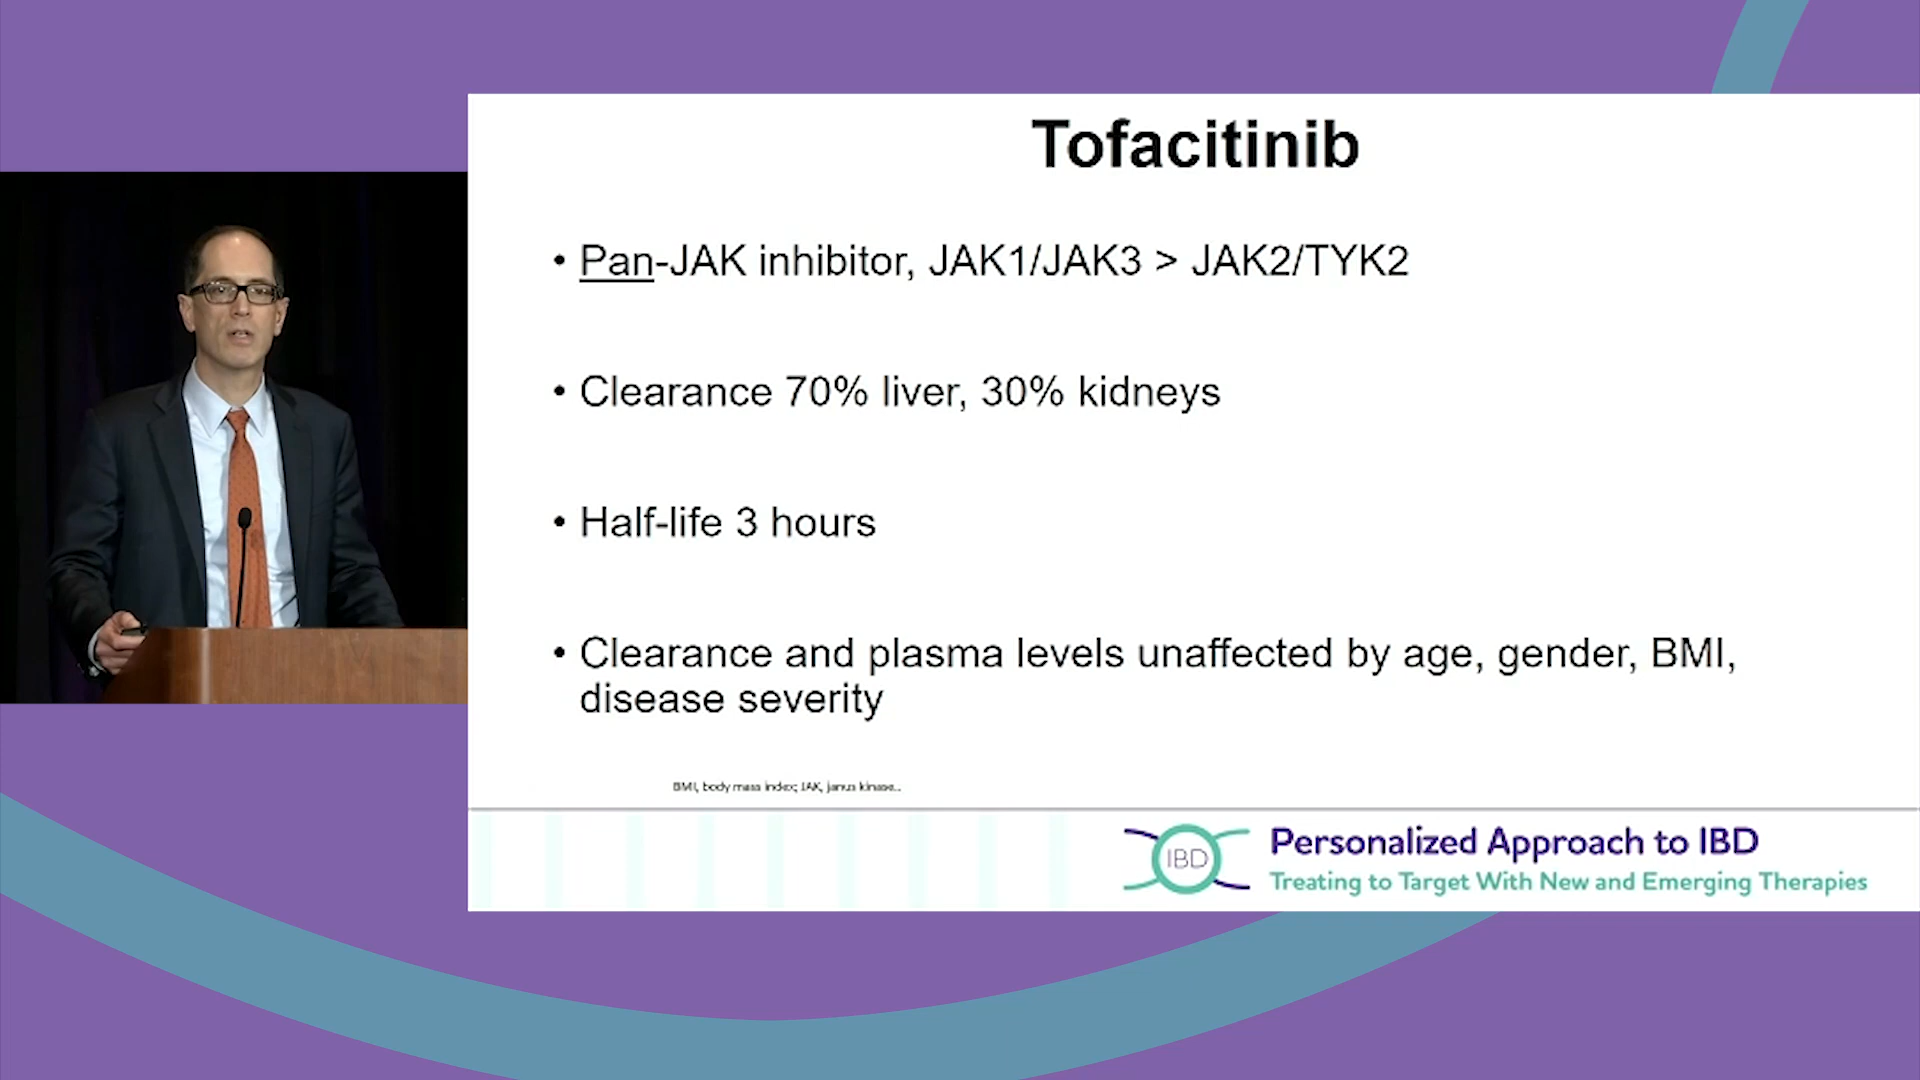 Tofacitinib
• Pan-JAK inhibitor, JAK1/JAK3 > JAK2/TYK2
• Clearance 70% liver, 30% kidneys
• Half-life 3 hours
• Clearance and plasma levels unaffected by age, gender, BMI,
disease severity
BMI, body mass index; JAK, janus kinase..
IBD
Personalized Approach to IBD
Treating to Target With New and Emerging Therapies